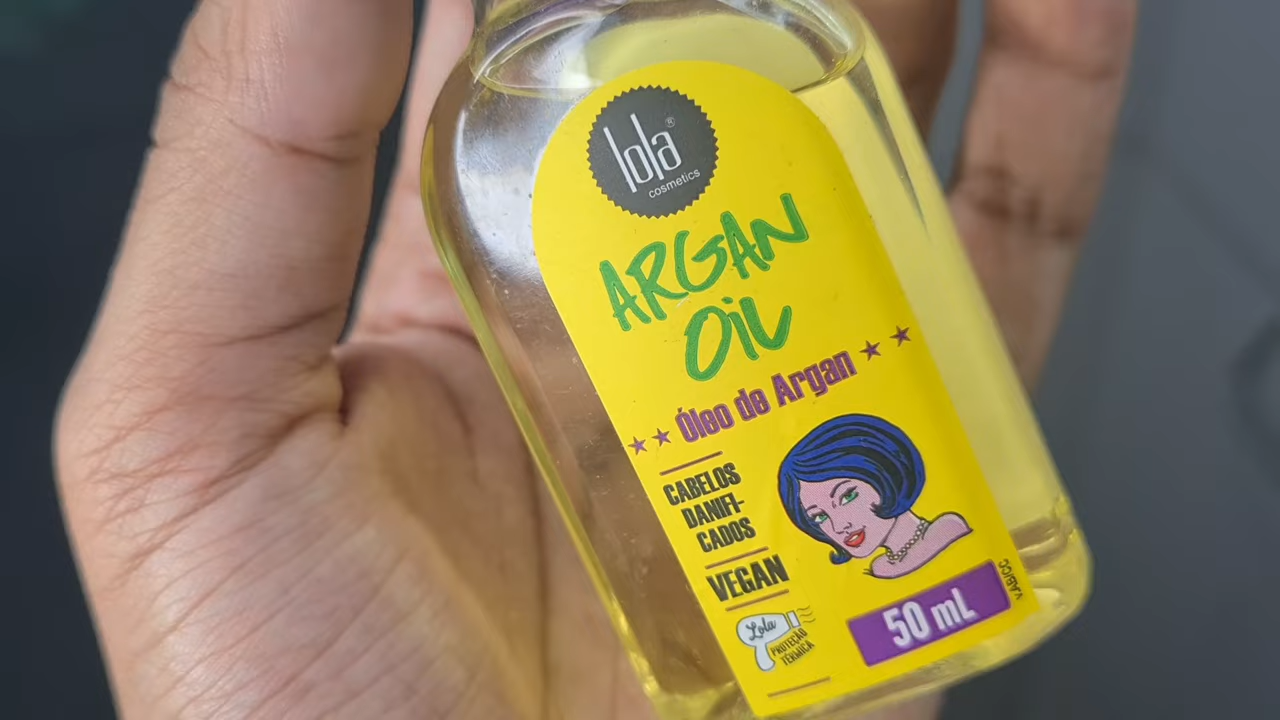 lola®
cosmetics
ARGAN
OIL
Óleo de Argan
CABELOS
DANIFI-
CADOS
VEGAN
Lola
PROTEÇÃO
TÉRMICA
50 mL